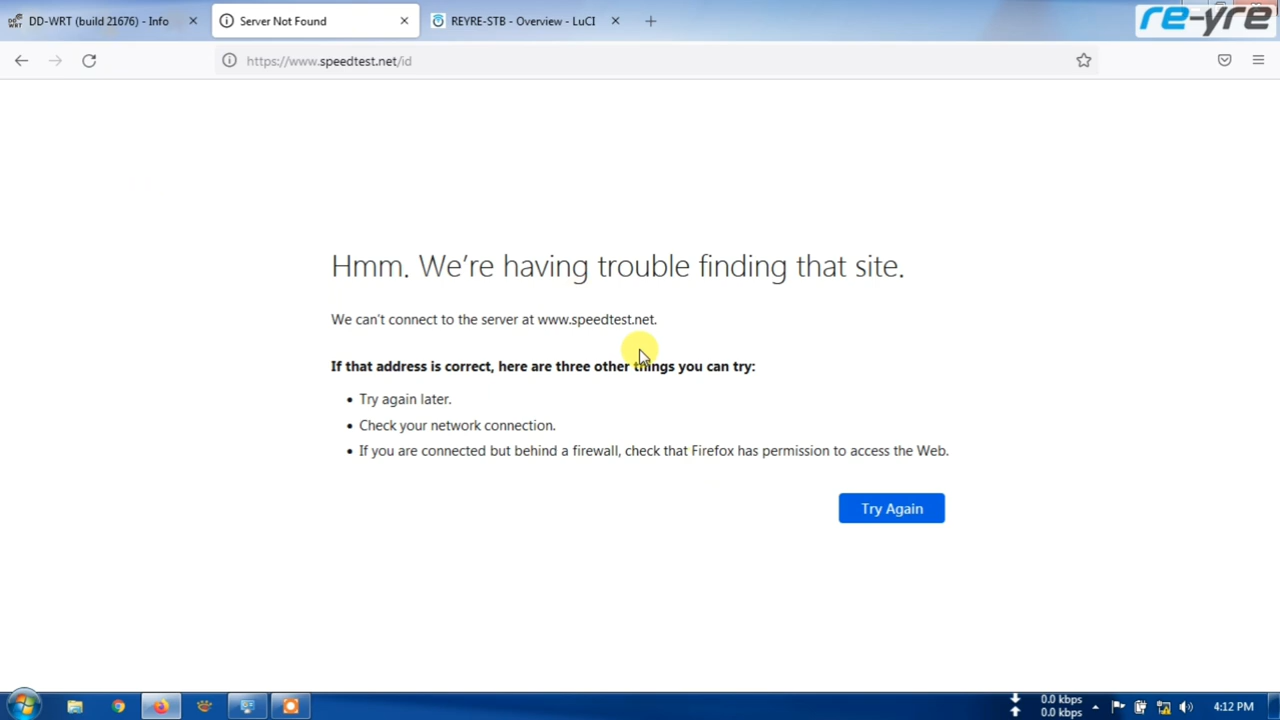 DD-WRT (build 21676) - Info
Server Not Found
REYRE-STB - Overview - LuCI
re-yre
https://www.speedtest.net/id
Hmm. We're having trouble finding that site.
We can't connect to the server at www.speedtest.net.
If that address is correct, here are three other things you can try:
Try again later.
Check your network connection.
If you are connected but behind a firewall, check that Firefox has permission to access the Web.
Try Again
0.0 kbps
0.0 kbps
4:12 PM